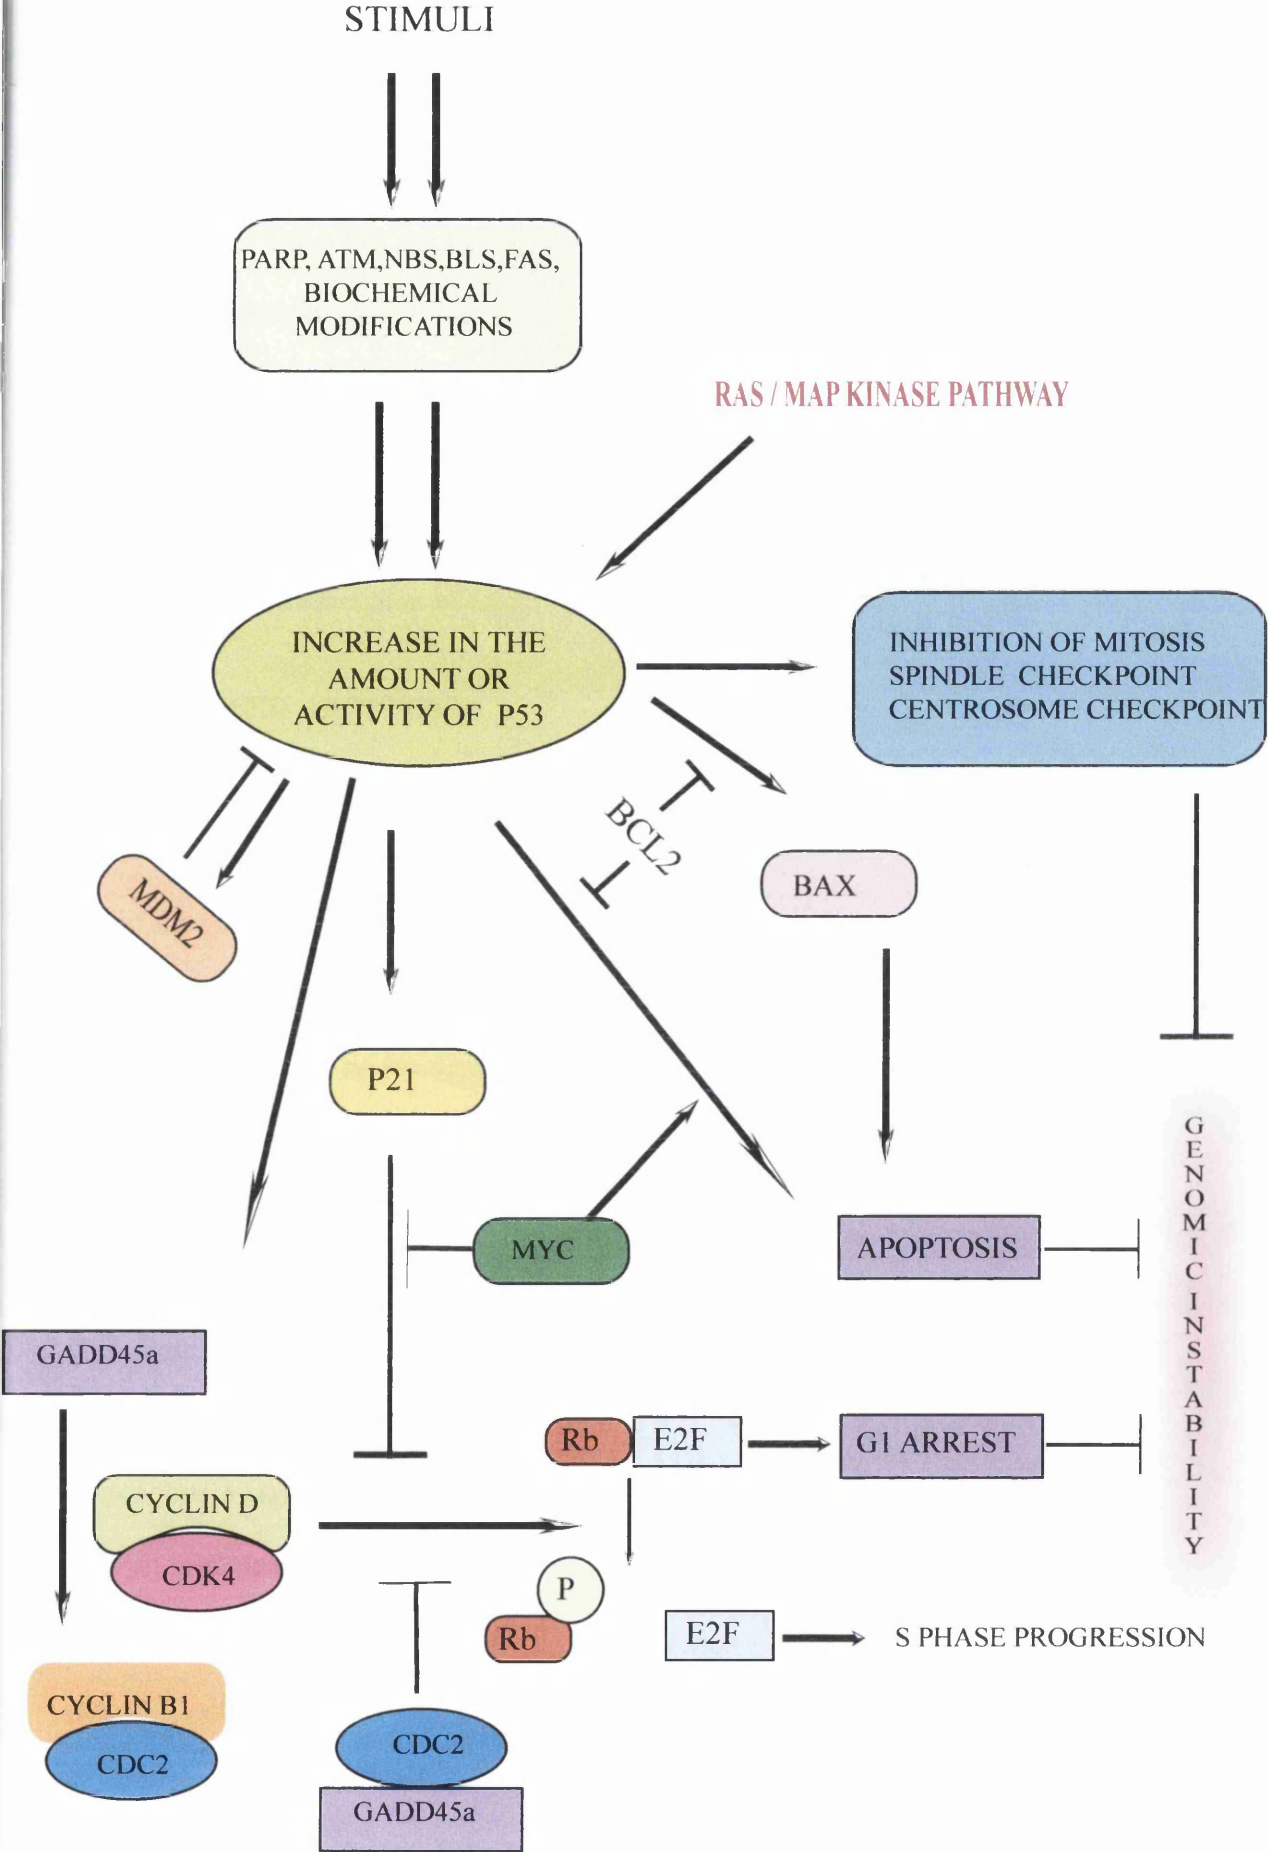 STIMULI
PARP, ATM,NBS,BLS,FAS,
BIOCHEMICAL
MODIFICATIONS
RAS / MAP KINASE PATHWAY
INCREASE IN THE
AMOUNT OR
ACTIVITY OF P53
INHIBITION OF MITOSIS
SPINDLE CHECKPOINT
CENTROSOME CHECKPOINT
BCL2
MDM2
BAX
P21
MYC
APOPTOSIS
GENOMIC INSTABILITY
GADD45a
Rb
E2F
G1 ARREST
CYCLIN D
CDK4
P
Rb
E2F
S PHASE PROGRESSION
CYCLIN B1
CDC2
CDC2
GADD45a